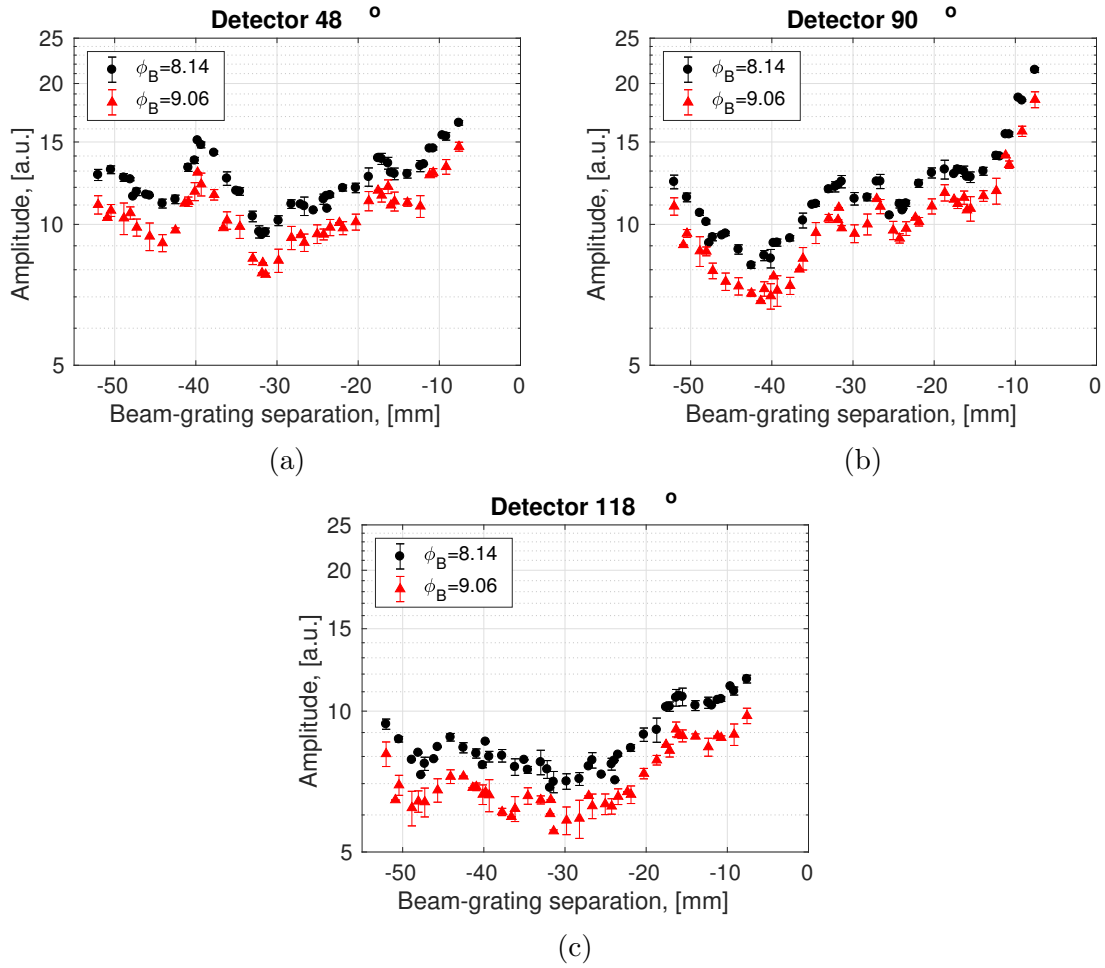 Detector 48 o
25
20
15
10
5
Amplitude, [a.u.]
ϕB=8.14
ϕB=9.06
-50 -40 -30 -20 -10 0
Beam-grating separation, [mm]
(a)
Detector 90 o
25
20
15
10
5
Amplitude, [a.u.]
ϕB=8.14
ϕB=9.06
-50 -40 -30 -20 -10 0
Beam-grating separation, [mm]
(b)
Detector 118 o
25
20
15
10
5
Amplitude, [a.u.]
ϕB=8.14
ϕB=9.06
-50 -40 -30 -20 -10 0
Beam-grating separation, [mm]
(c)